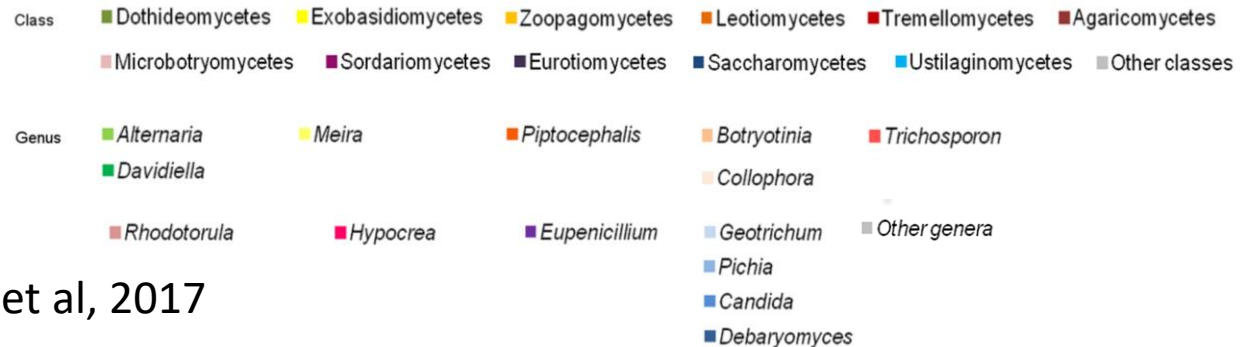 Class Dothideomycetes Exobasidiomycetes Zoopagomycetes Leotiomycetes Tremellomycetes Agaricomycetes
Microbotryomycetes Sordariomycetes Eurotiomycetes Saccharomycetes Ustilaginomycetes Other classes
Genus Alternaria Meira Piptocephalis Botryotinia Trichosporon
Davidiella Collophora
Rhodotorula Hypocrea Eupenicillium Geotrichum Other genera
Pichia
et al, 2017 Candida
Debaryomyces